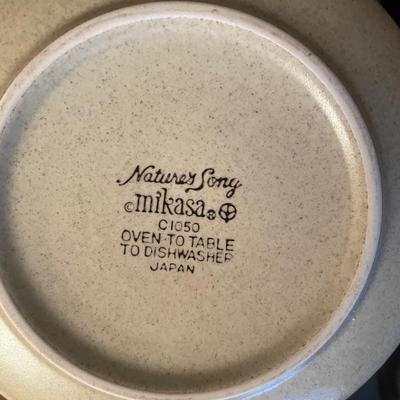 Nature's Song
©mikasa®
C1050
OVEN-TO TABLE
TO DISHWASHER
JAPAN